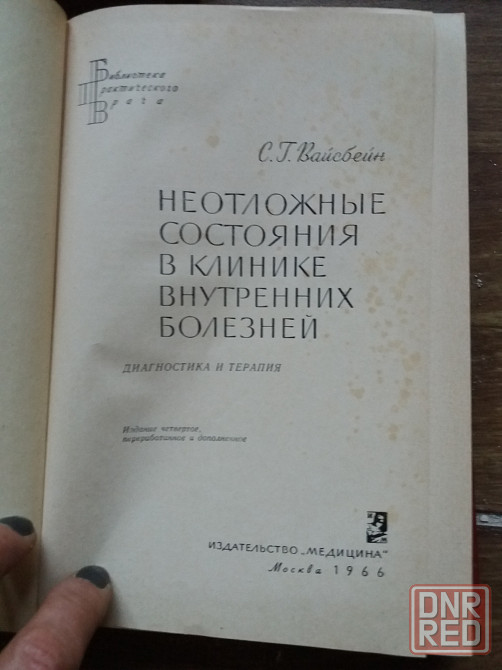 Библиотека
Практического
Врача
С.Г. Вайсбейн
НЕОТЛОЖНЫЕ
СОСТОЯНИЯ
В КЛИНИКЕ
ВНУТРЕННИХ
БОЛЕЗНЕЙ
ДИАГНОСТИКА И ТЕРАПИЯ
Издание четвертое,
переработанное и дополненное
ИЗДАТЕЛЬСТВО „МЕДИЦИНА“
Москва 1966
DNR
RED